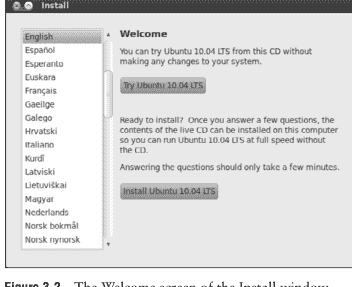 Install
English
Español
Esperanto
Euskara
Français
Gaeilge
Galego
Hrvatski
Italiano
Kurdî
Latviski
Lietuviškai
Magyar
Nederlands
Norsk bokmål
Norsk nynorsk
Welcome
You can try Ubuntu 10.04 LTS from this CD without
making any changes to your system.
Try Ubuntu 10.04 LTS
Ready to install? Once you answer a few questions, the
contents of the live CD can be installed on this computer
so you can run Ubuntu 10.04 LTS at full speed without
the CD.
Answering the questions should only take a few minutes.
Install Ubuntu 10.04 LTS
Figure 3-2 The Welcome screen of the Install window